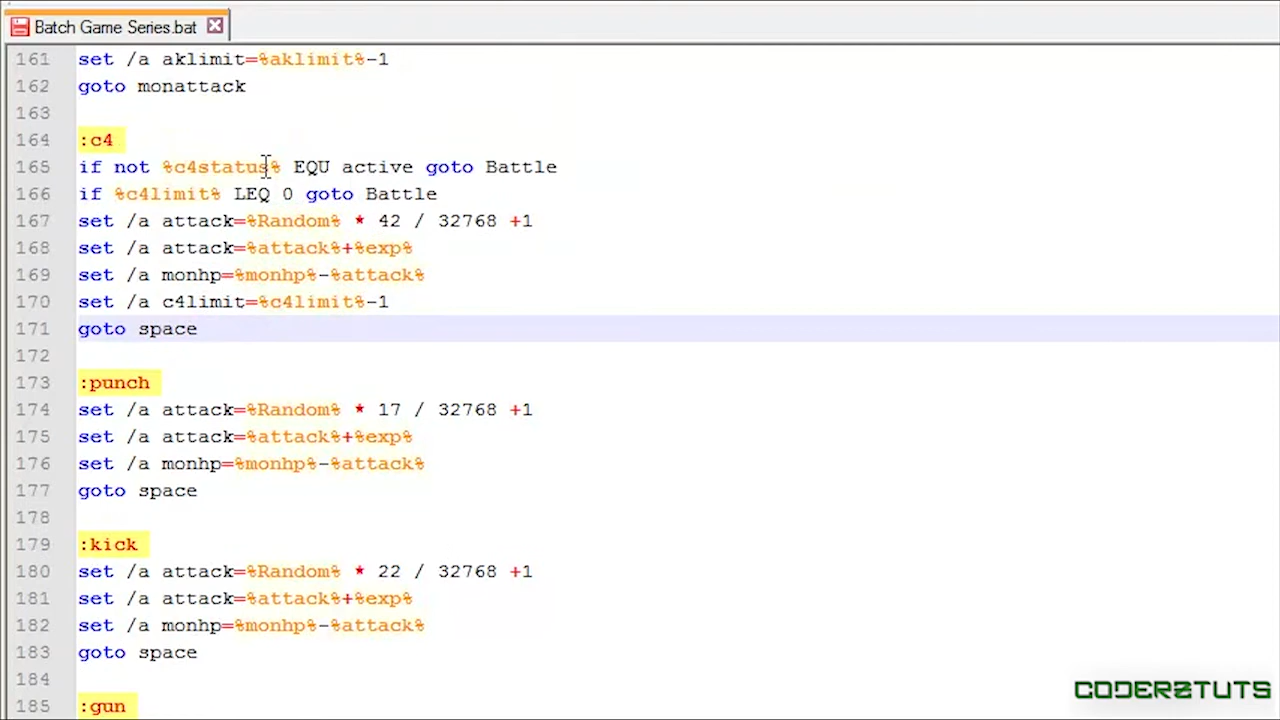 Batch Game Series.bat
161 set /a aklimit=%aklimit%-1
162 goto monattack
163
164 :c4
165 if not %c4status% EQU active goto Battle
166 if %c4limit% LEQ 0 goto Battle
167 set /a attack=%Random% * 42 / 32768 +1
168 set /a attack=%attack%+%exp%
169 set /a monhp=%monhp%-%attack%
170 set /a c4limit=%c4limit%-1
171 goto space
172
173 :punch
174 set /a attack=%Random% * 17 / 32768 +1
175 set /a attack=%attack%+%exp%
176 set /a monhp=%monhp%-%attack%
177 goto space
178
179 :kick
180 set /a attack=%Random% * 22 / 32768 +1
181 set /a attack=%attack%+%exp%
182 set /a monhp=%monhp%-%attack%
183 goto space
184
185 :gun
CODERZTUTS